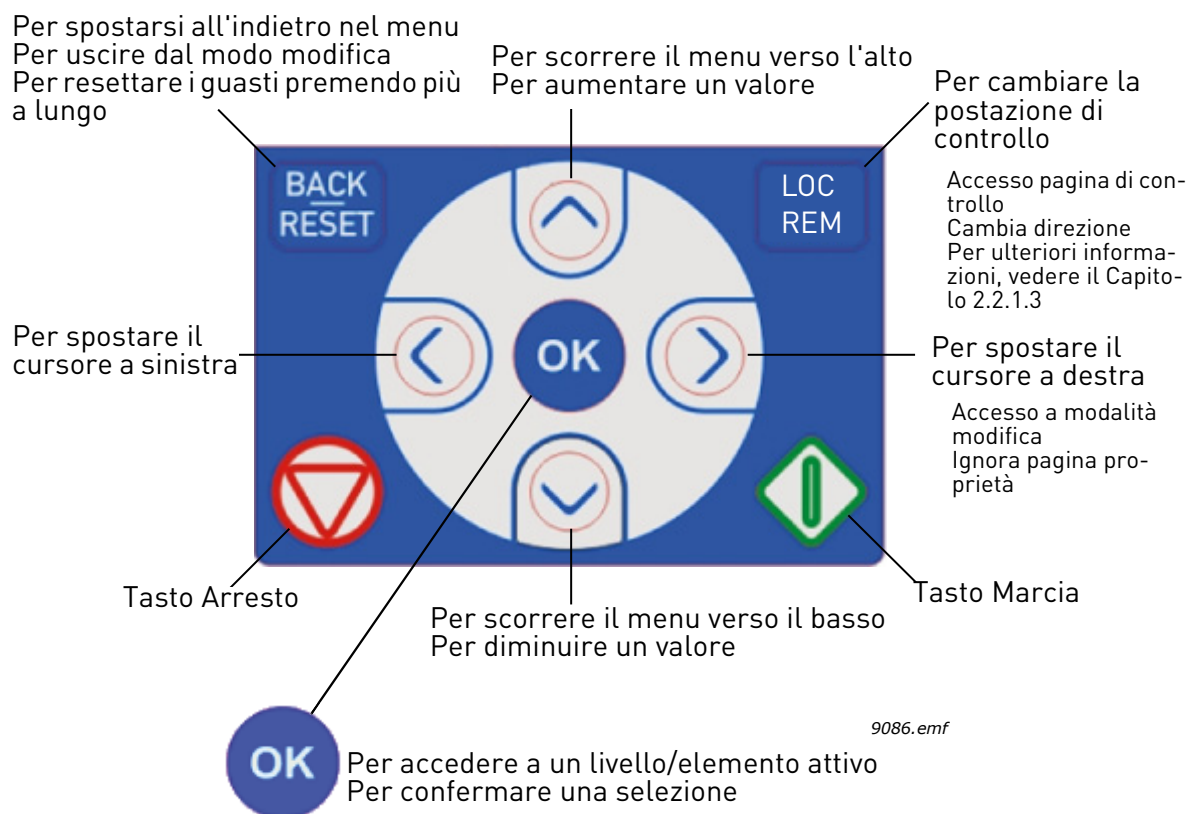 Per spostarsi all'indietro nel menu
Per uscire dal modo modifica
Per resettare i guasti premendo più
a lungo
Per scorrere il menu verso l'alto
Per aumentare un valore
Per cambiare la
postazione di
controllo
Accesso pagina di con-
trollo
Cambia direzione
Per ulteriori informa-
zioni, vedere il Capito-
lo 2.2.1.3
BACK
RESET
LOC
REM
Per spostare il
cursore a sinistra
OK
Per spostare il
cursore a destra
Accesso a modalità
modifica
Ignora pagina pro-
prietà
Tasto Arresto
Tasto Marcia
Per scorrere il menu verso il basso
Per diminuire un valore
9086.emf
OK
Per accedere a un livello/elemento attivo
Per confermare una selezione